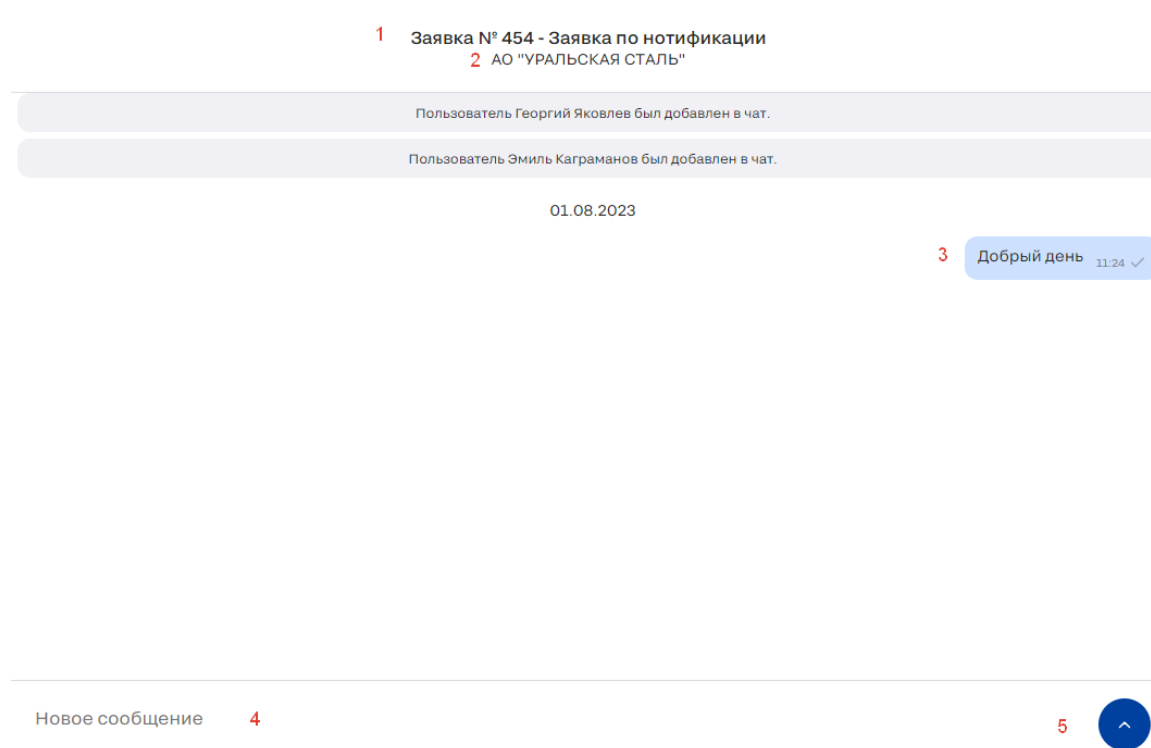 1 Заявка № 454 - Заявка по нотификации
2 АО "УРАЛЬСКАЯ СТАЛЬ"
Пользователь Георгий Яковлев был добавлен в чат.
Пользователь Эмиль Каграманов был добавлен в чат.
01.08.2023
3 Добрый день 11:24
Новое сообщение 4
5